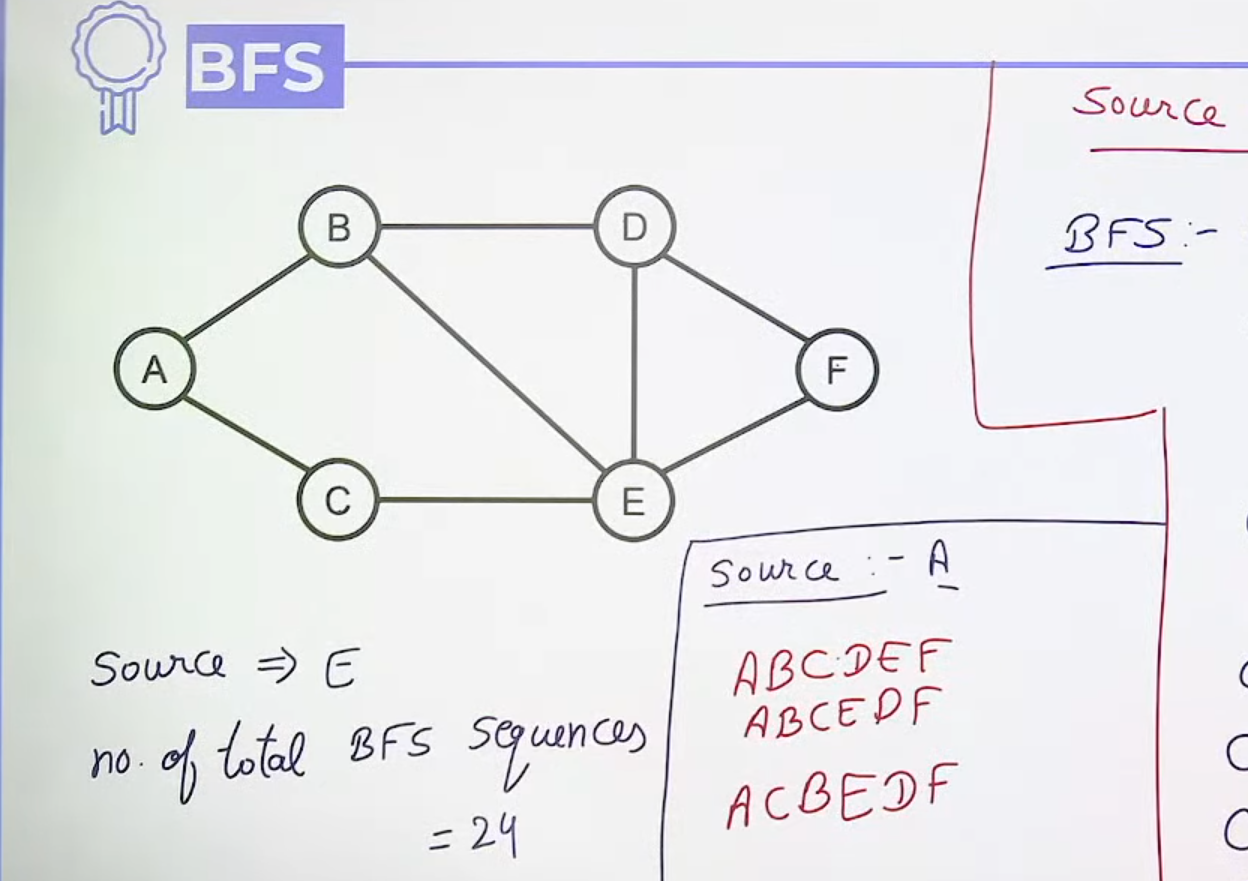 BFS
Source
BFS:-
B
D
A
F
C
E
Source :- A
ABCDEF
ABCEDF
ACBEDF
Source ⇒ E
no. of total BFS sequences
= 24